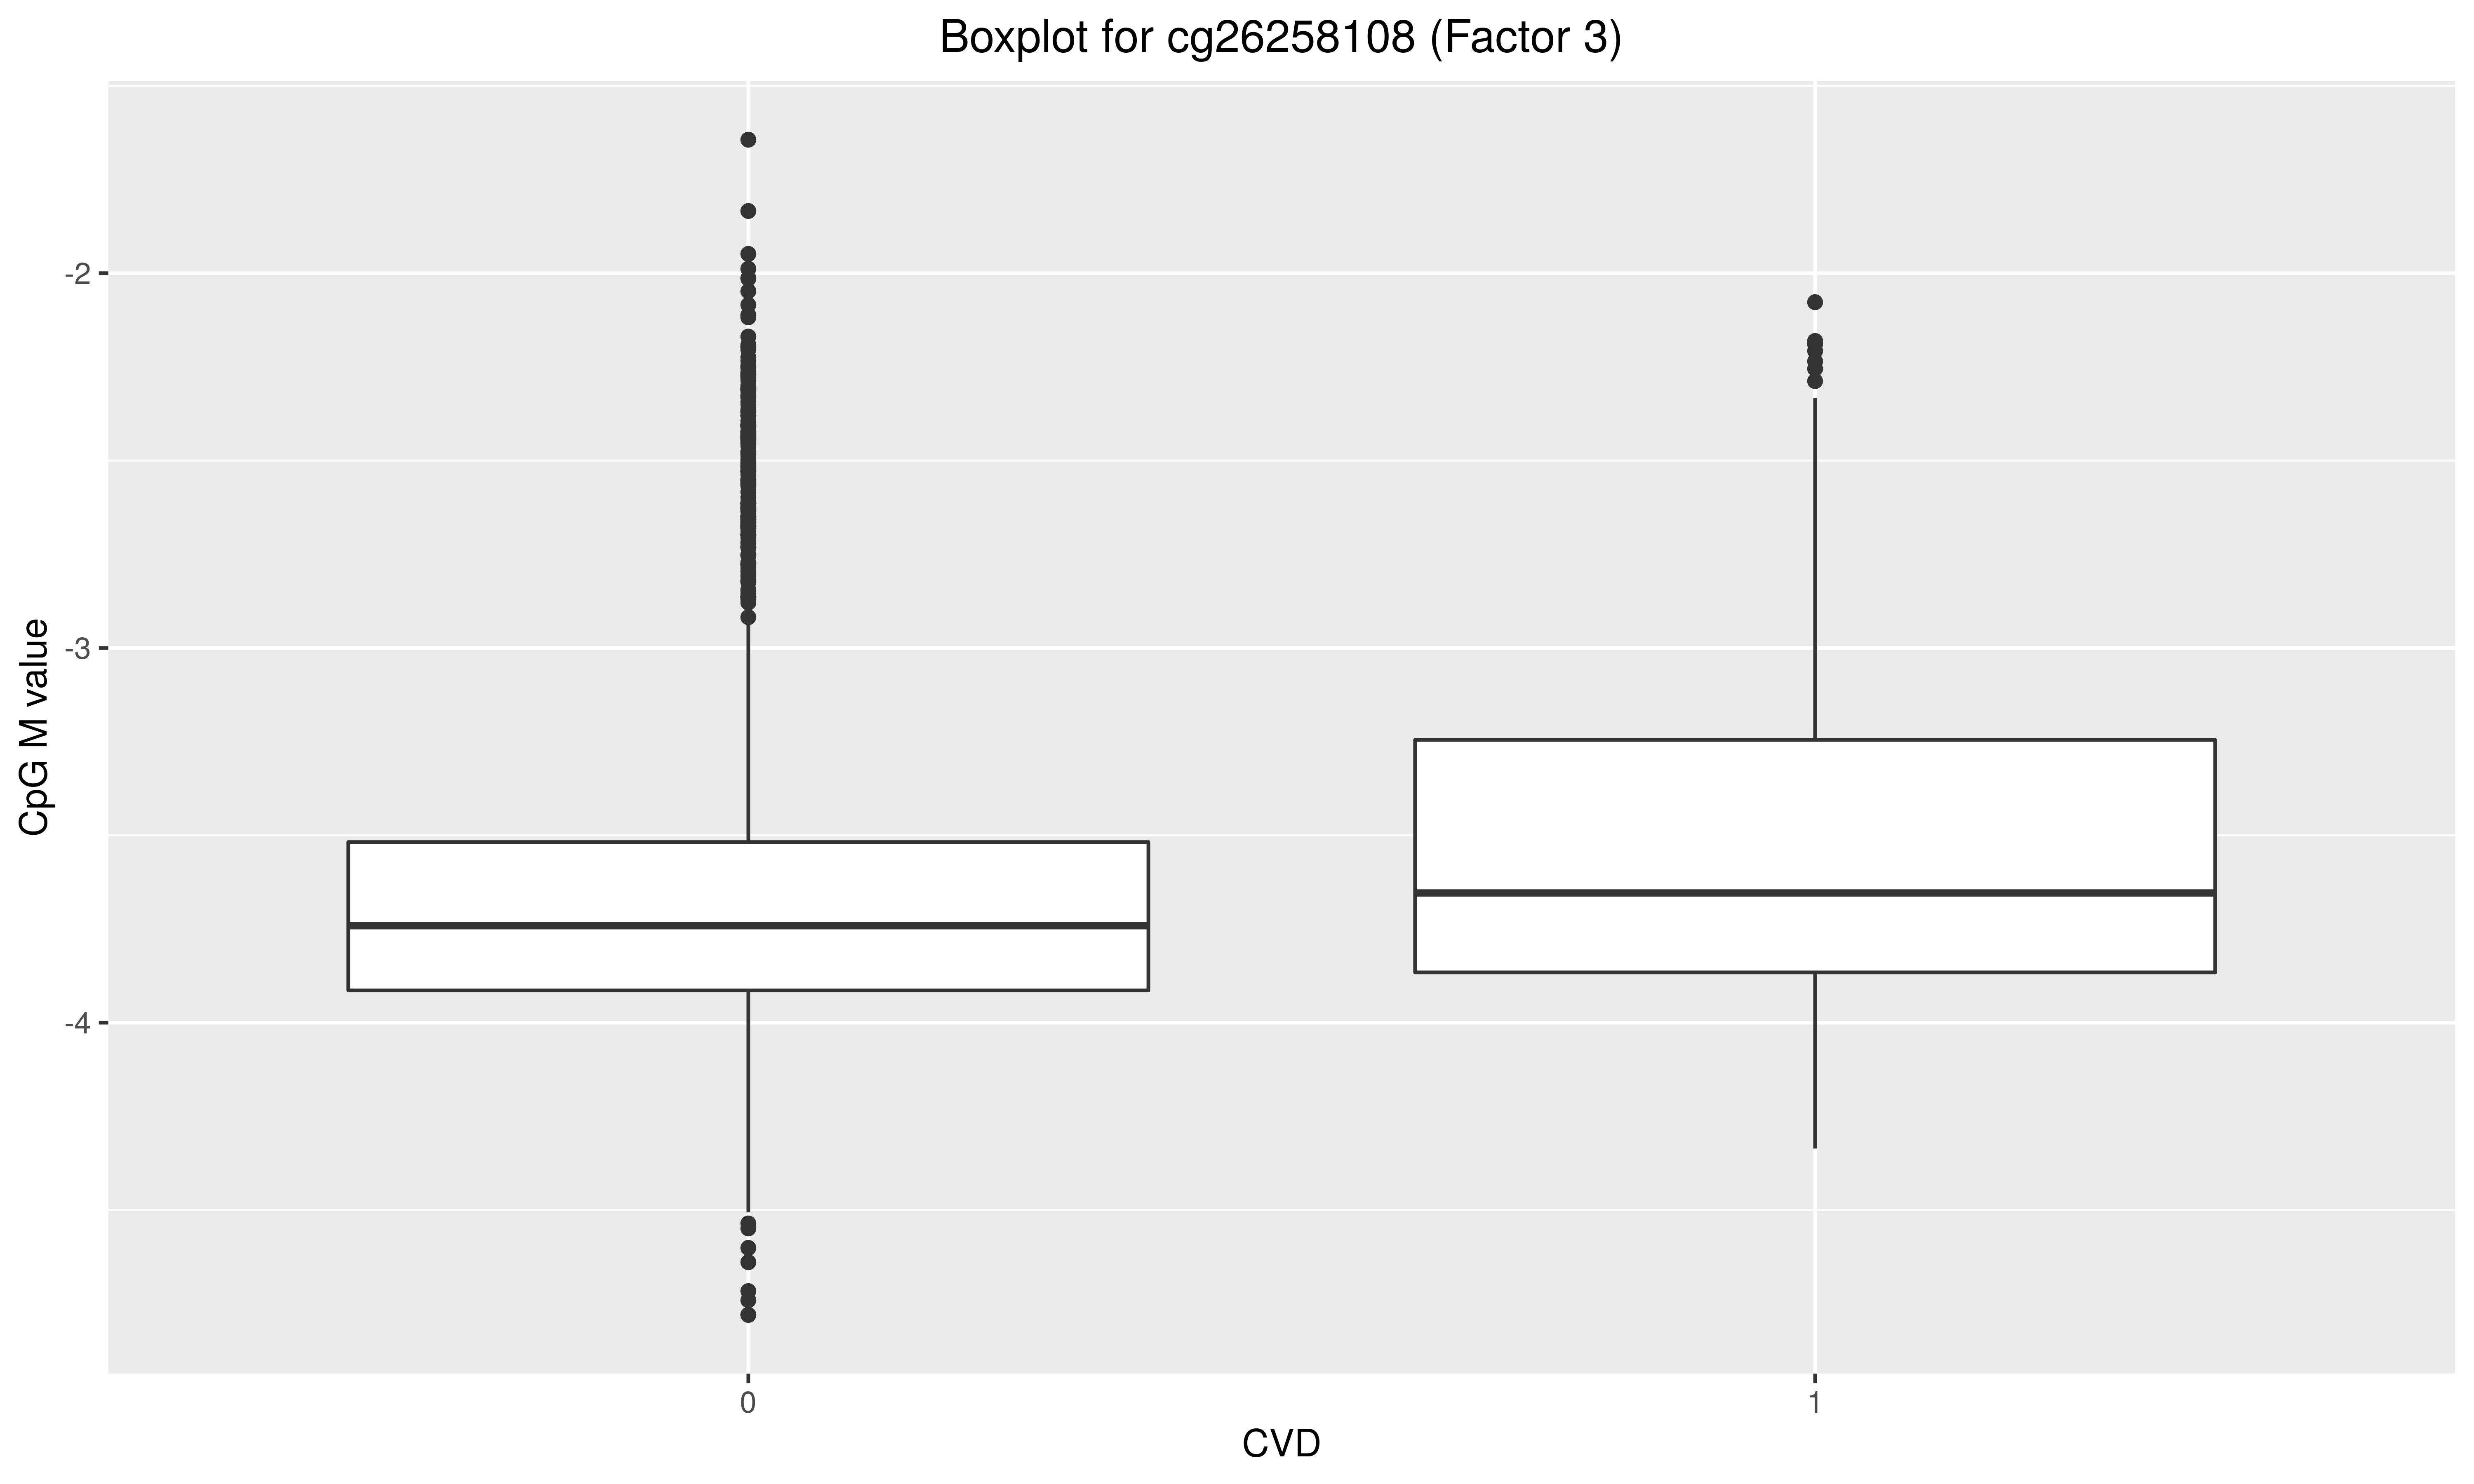 Boxplot for cg26258108 (Factor 3)
CpG M value
-2
-3
-4
0
1
CVD